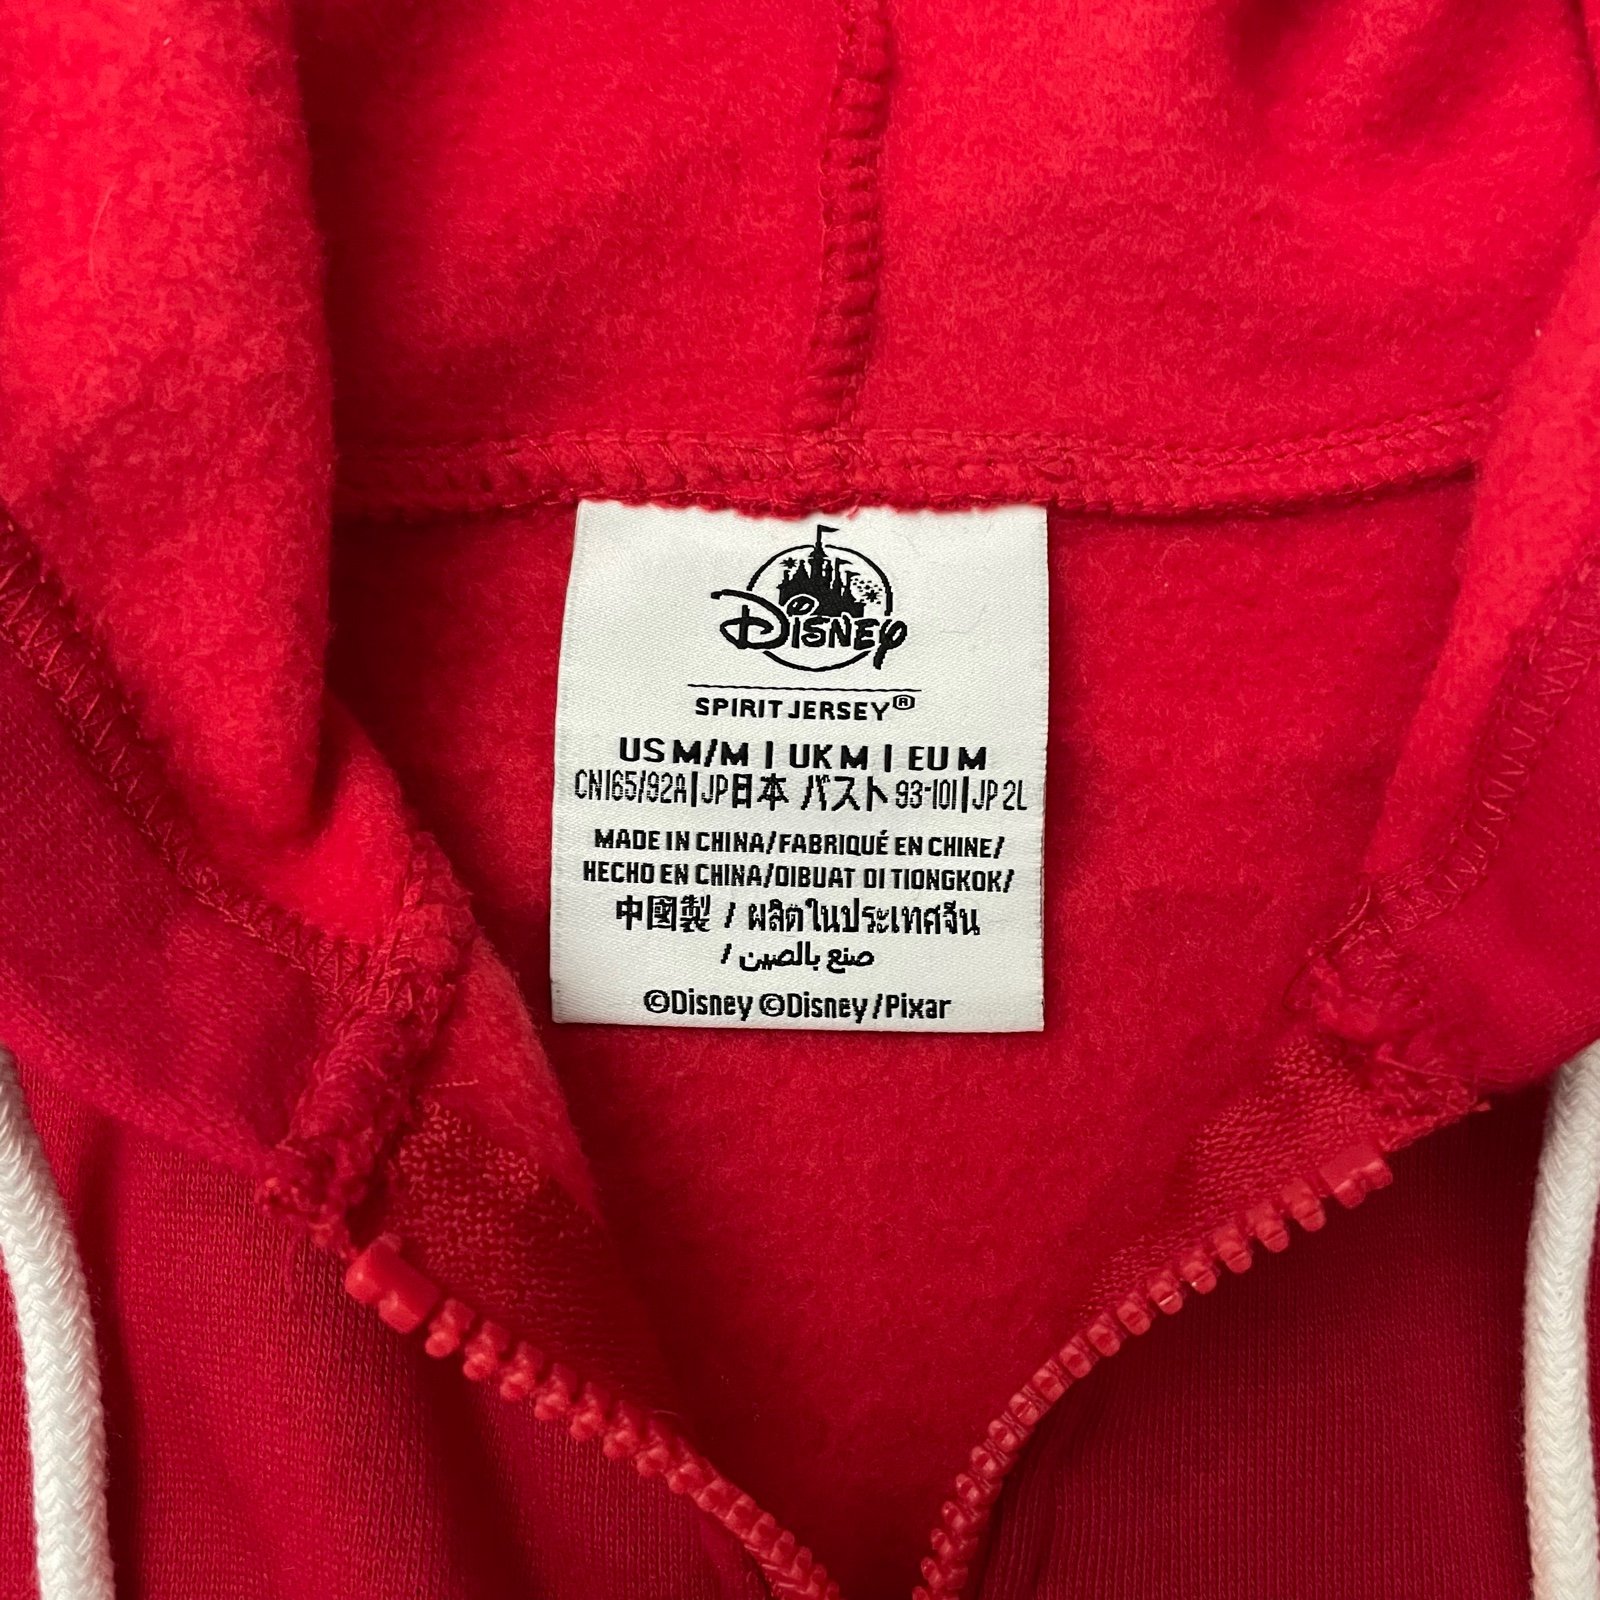 Disney
SPIRIT JERSEY®
US M/M | UK M | EU M
CN165/92A|JP日本 バスト 93-101|JP 2L
MADE IN CHINA/FABRIQUÉ EN CHINE/
HECHO EN CHINA/DIBUAT DI TIONGKOK/
中國製 / ผลิตในประเทศจีน
/ صنع بالصين
©Disney ©Disney/Pixar